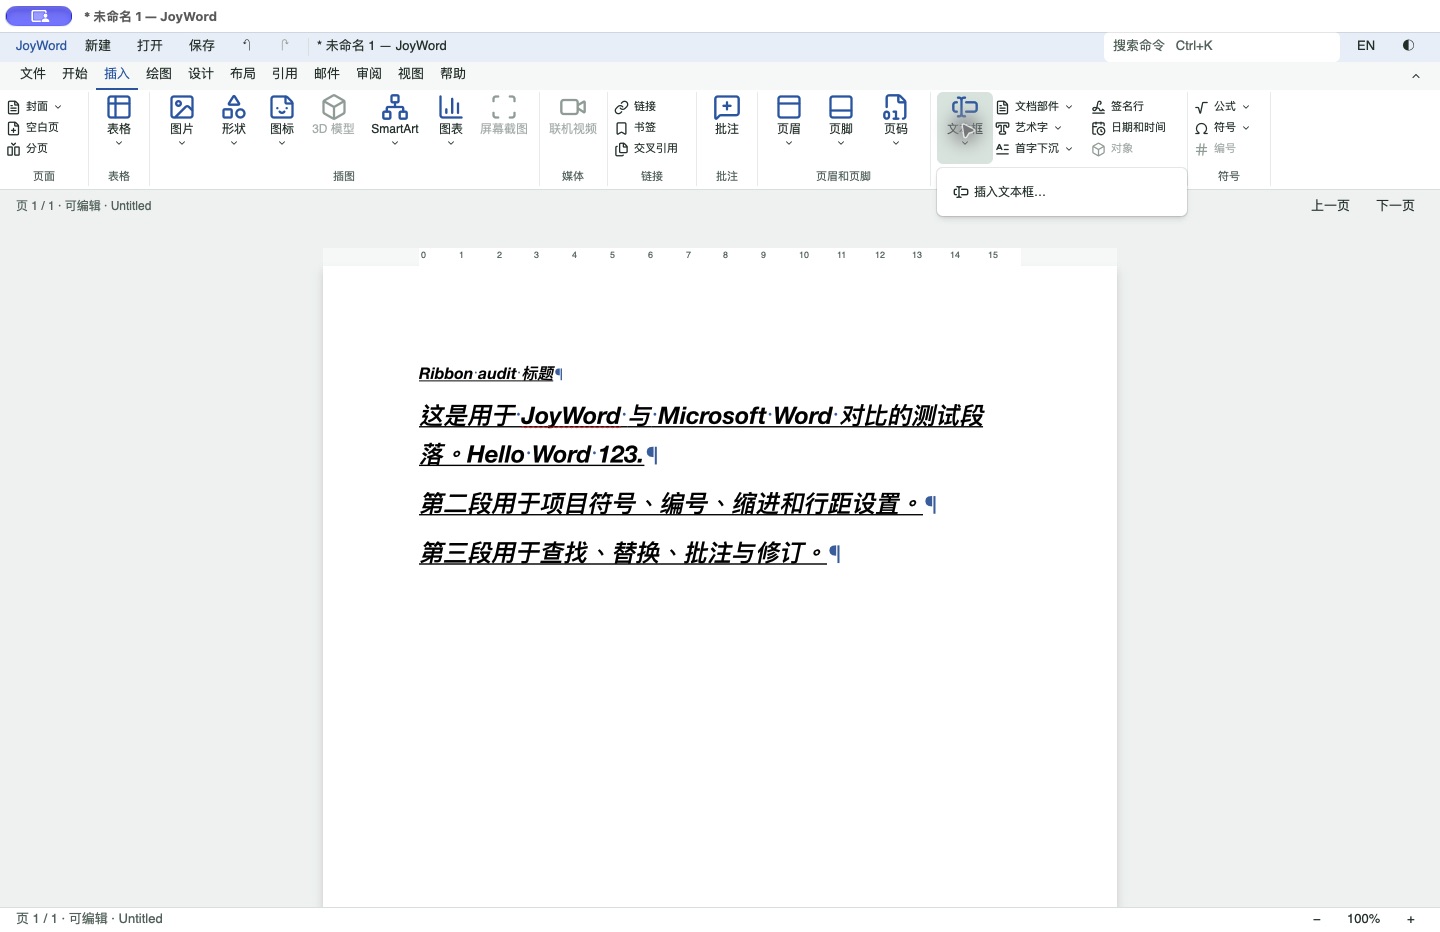 * 未命名 1 — JoyWord
JoyWord 新建 打开 保存 * 未命名 1 — JoyWord 搜索命令 Ctrl+K EN
文件 开始 插入 绘图 设计 布局 引用 邮件 审阅 视图 帮助
封面
空白页
分页
页面
表格
表格
图片 形状 图标 3D 模型 SmartArt 图表 屏幕截图
插图
联机视频
媒体
链接
书签
交叉引用
链接
批注
批注
页眉 页脚 页码
页眉和页脚
文档部件
艺术字
首字下沉
签名行
日期和时间
对象
公式
符号
编号
符号
插入文本框...
页 1 / 1 · 可编辑 · Untitled 上一页 下一页
0 1 2 3 4 5 6 7 8 9 10 11 12 13 14 15
Ribbon·audit·标题¶
这是用于·JoyWord·与·Microsoft·Word·对比的测试段
落。Hello·Word·123.¶
第二段用于项目符号、编号、缩进和行距设置。¶
第三段用于查找、替换、批注与修订。¶
页 1 / 1 · 可编辑 · Untitled − 100% +